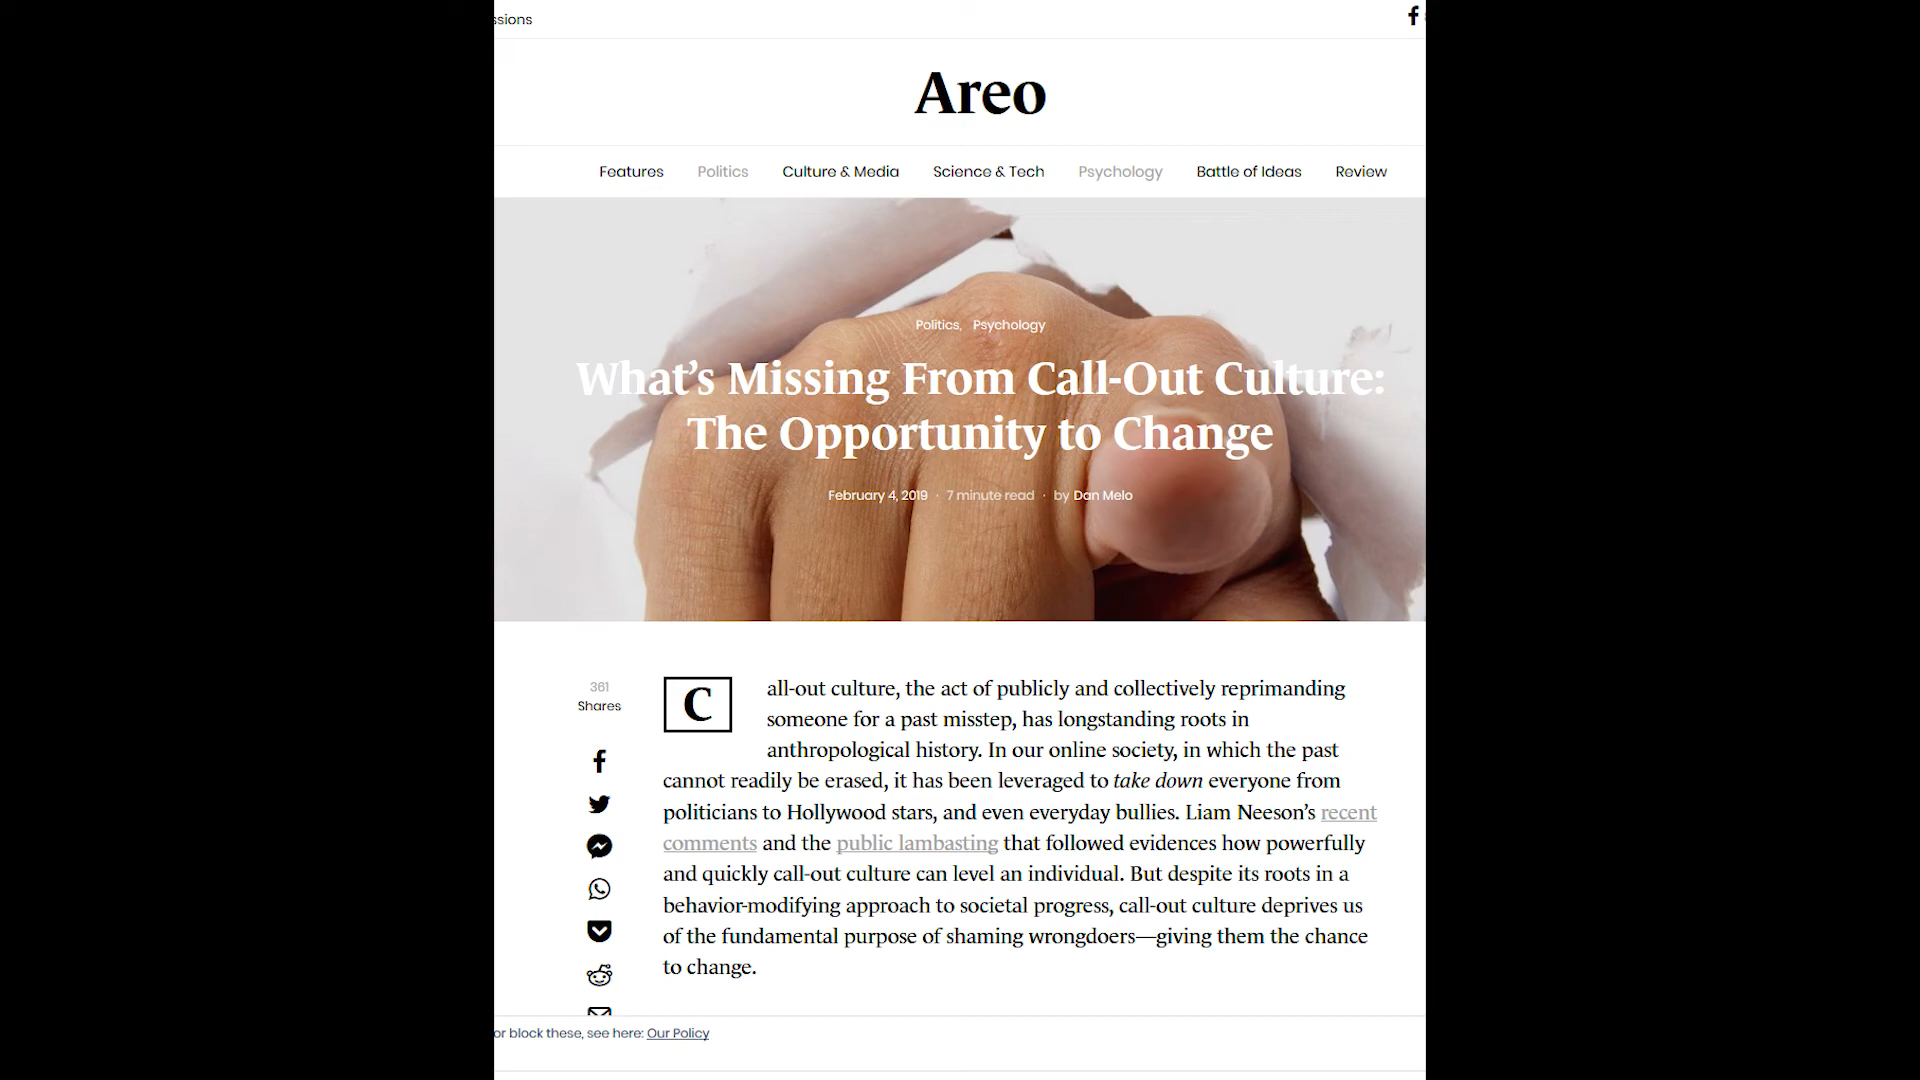 ssions
Areo
Features Politics Culture & Media Science & Tech Psychology Battle of Ideas Review
Politics, Psychology
What's Missing From Call-Out Culture:
The Opportunity to Change
February 4, 2019 · 7 minute read · by Dan Melo
361
Shares
Call-out culture, the act of publicly and collectively reprimanding
someone for a past misstep, has longstanding roots in
anthropological history. In our online society, in which the past
cannot readily be erased, it has been leveraged to take down everyone from
politicians to Hollywood stars, and even everyday bullies. Liam Neeson's recent
comments and the public lambasting that followed evidences how powerfully
and quickly call-out culture can level an individual. But despite its roots in a
behavior-modifying approach to societal progress, call-out culture deprives us
of the fundamental purpose of shaming wrongdoers—giving them the chance
to change.
or block these, see here: Our Policy